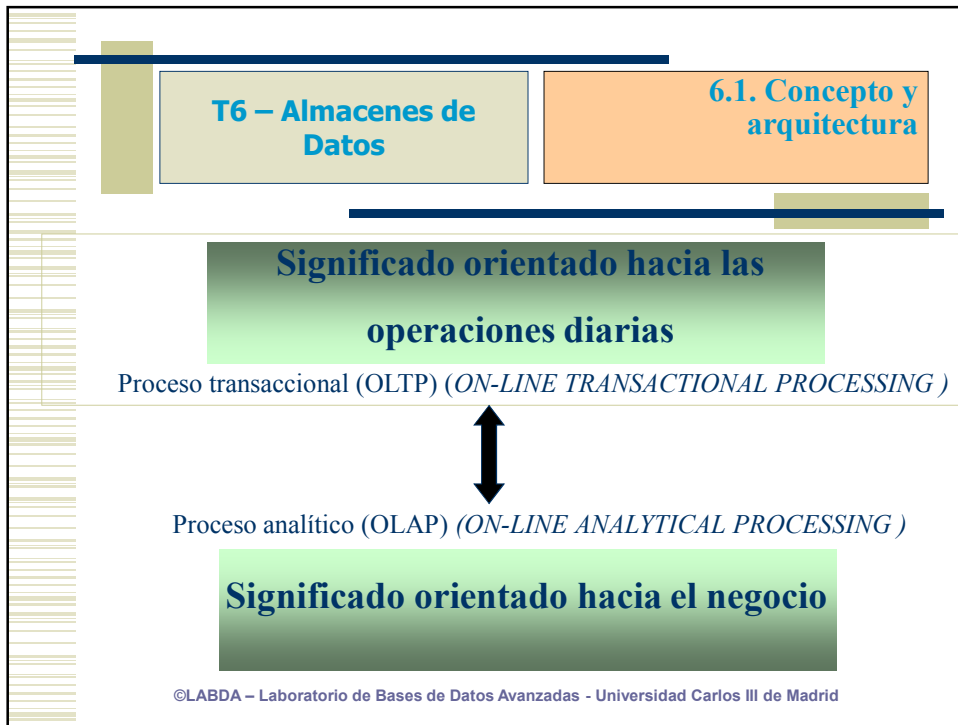 T6 – Almacenes de
Datos
6.1. Concepto y
arquitectura
Significado orientado hacia las
operaciones diarias
Proceso transaccional (OLTP) (ON-LINE TRANSACTIONAL PROCESSING )
Proceso analítico (OLAP) (ON-LINE ANALYTICAL PROCESSING )
Significado orientado hacia el negocio
©LABDA – Laboratorio de Bases de Datos Avanzadas - Universidad Carlos III de Madrid